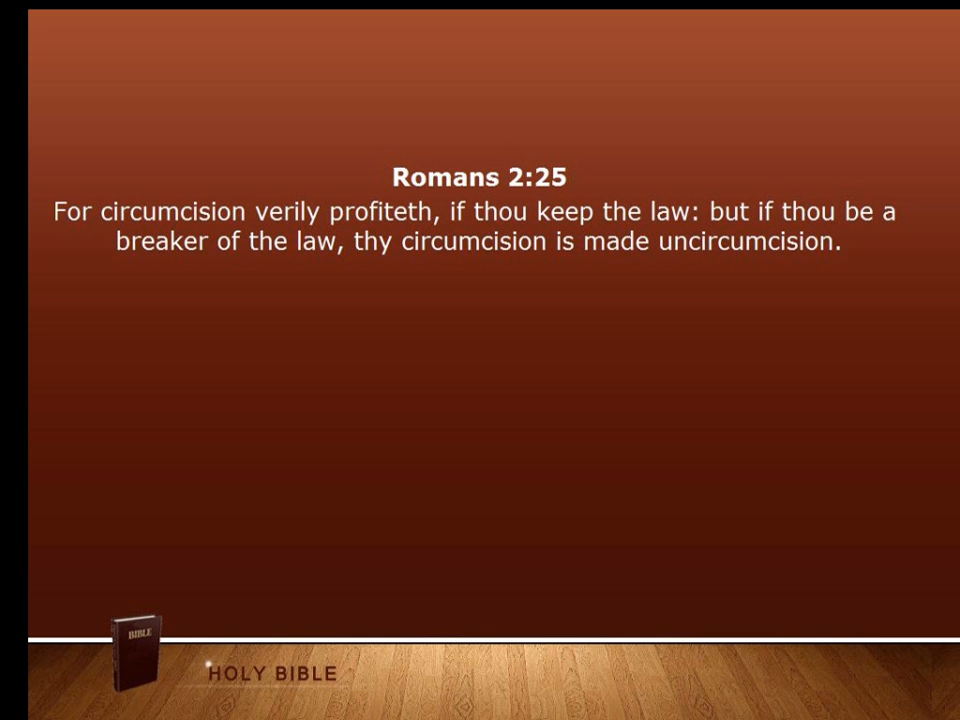 Romans 2:25
For circumcision verily profiteth, if thou keep the law: but if thou be a
breaker of the law, thy circumcision is made uncircumcision.
BIBLE
HOLY BIBLE